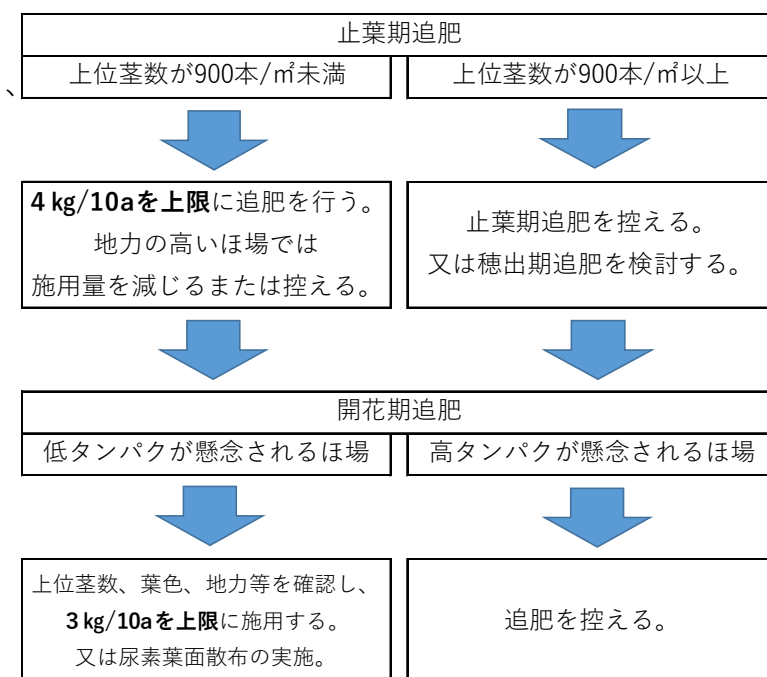 止葉期追肥
上位茎数が900本/㎡未満
上位茎数が900本/㎡以上
、
4㎏/10aを上限に追肥を行う。
地力の高いほ場では
施用量を減じるまたは控える。
止葉期追肥を控える。
又は穂出期追肥を検討する。
開花期追肥
低タンパクが懸念されるほ場
高タンパクが懸念されるほ場
上位茎数、葉色、地力等を確認し、
3㎏/10aを上限に施用する。
又は尿素葉面散布の実施。
追肥を控える。